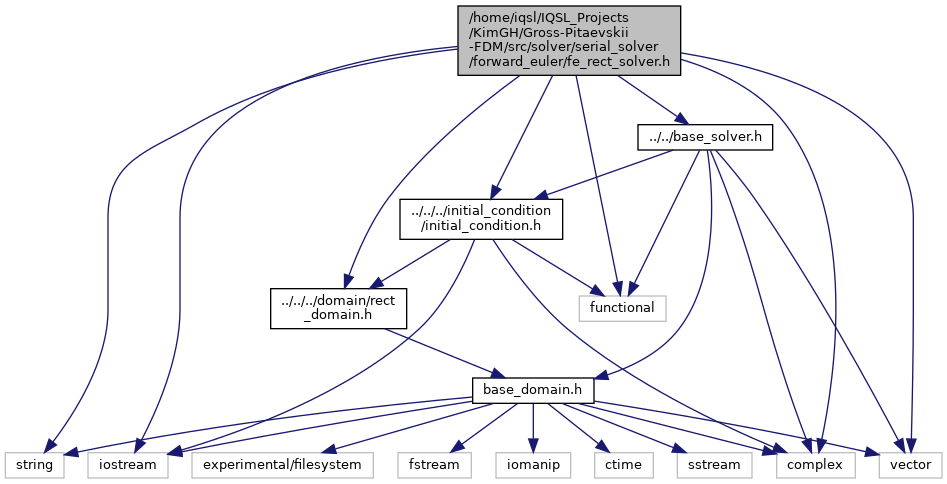 /home/iqsl/IQSL_Projects
/KimGH/Gross-Pitaevskii
-FDM/src/solver/serial_solver
/forward_euler/fe_rect_solver.h
../../base_solver.h
../../../initial_condition
/initial_condition.h
../../../domain/rect
_domain.h
functional
base_domain.h
string
iostream
experimental/filesystem
fstream
iomanip
ctime
sstream
complex
vector